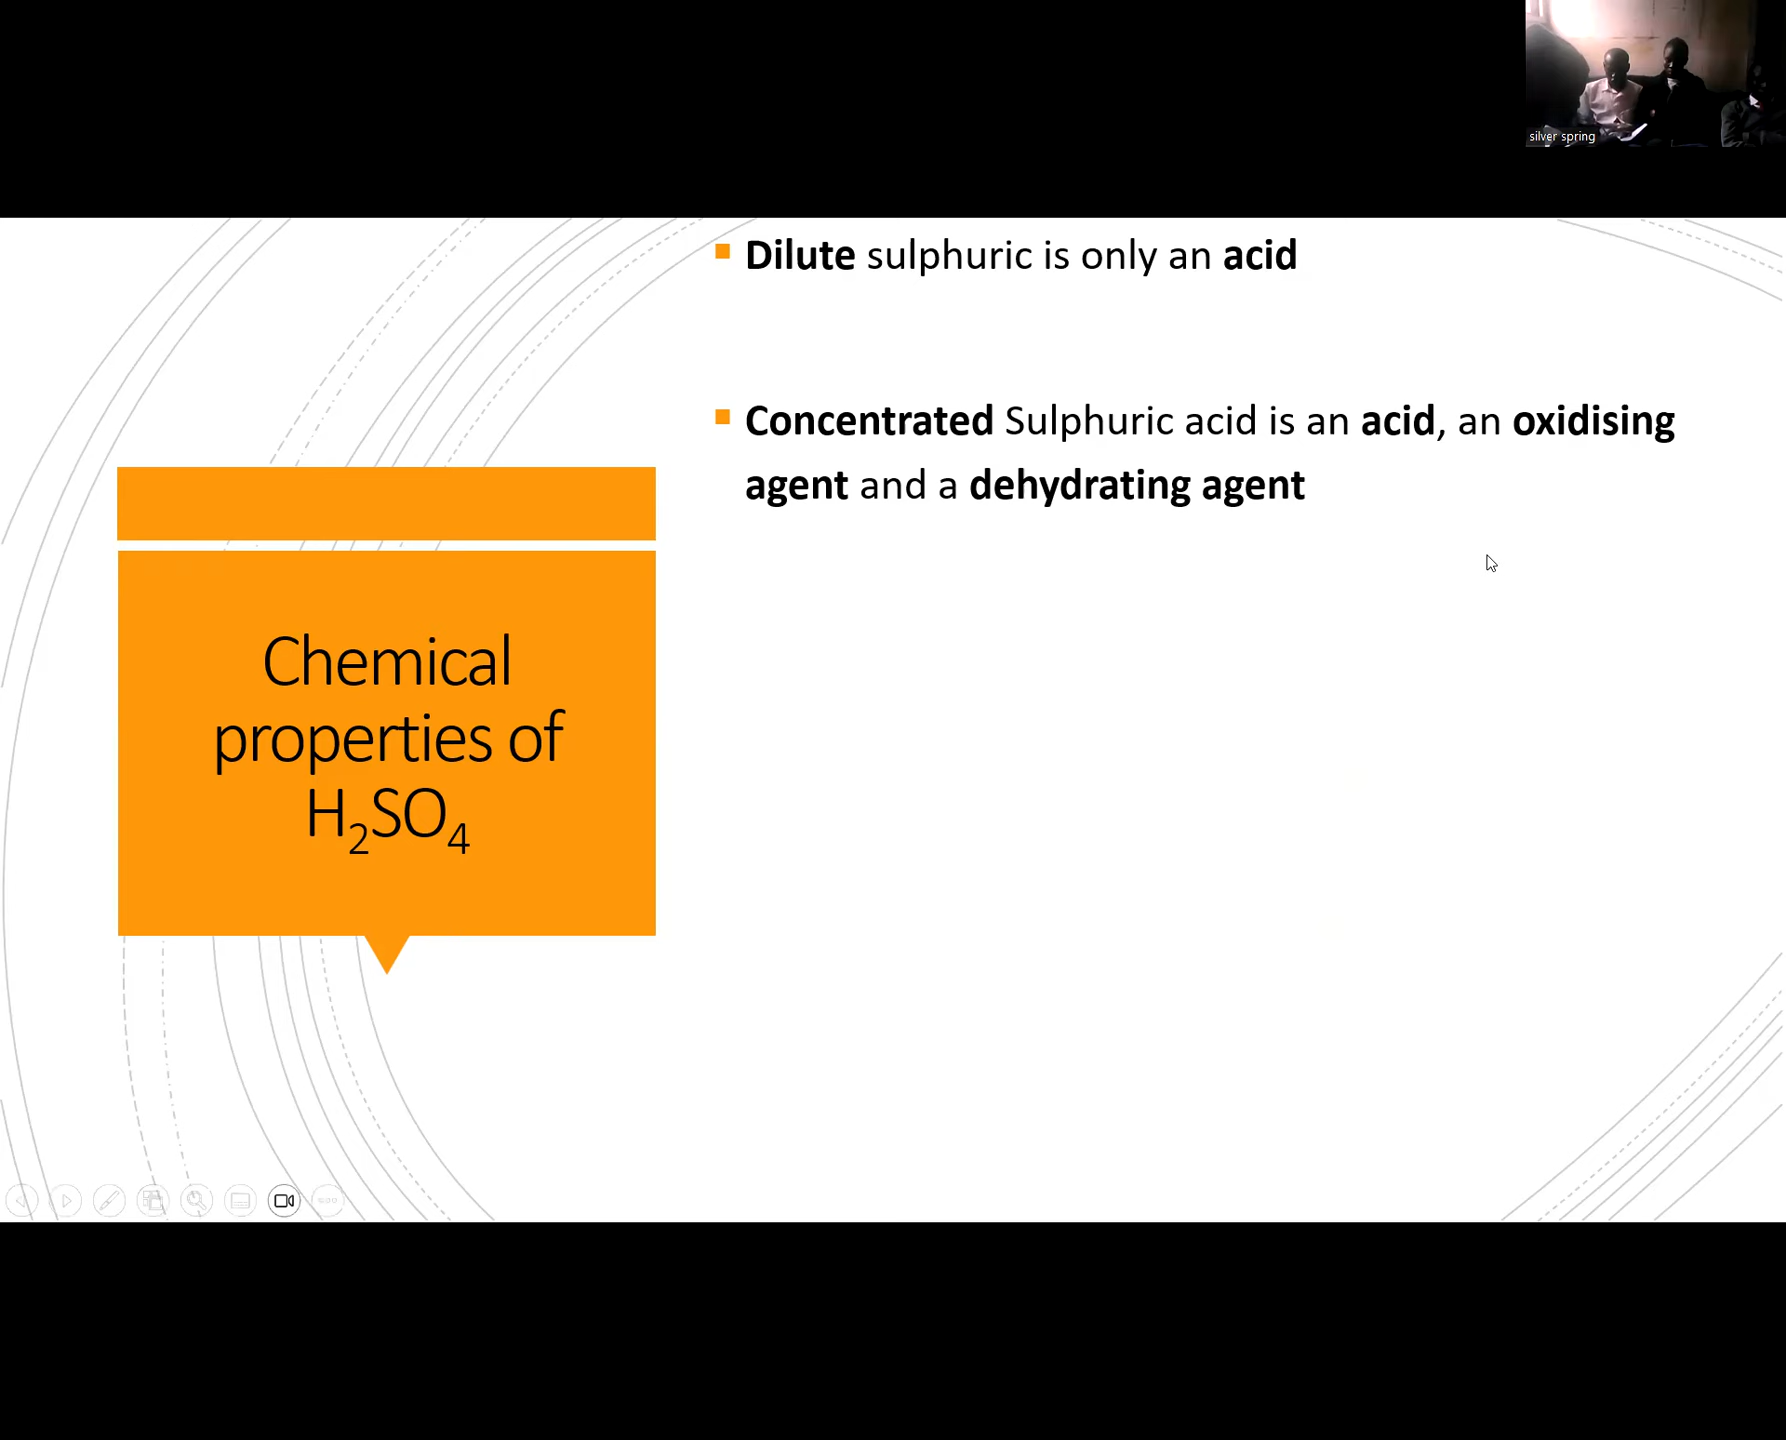 silver spring
Dilute sulphuric is only an acid
Concentrated Sulphuric acid is an acid, an oxidising
agent and a dehydrating agent
Chemical
properties of
H₂SO₄